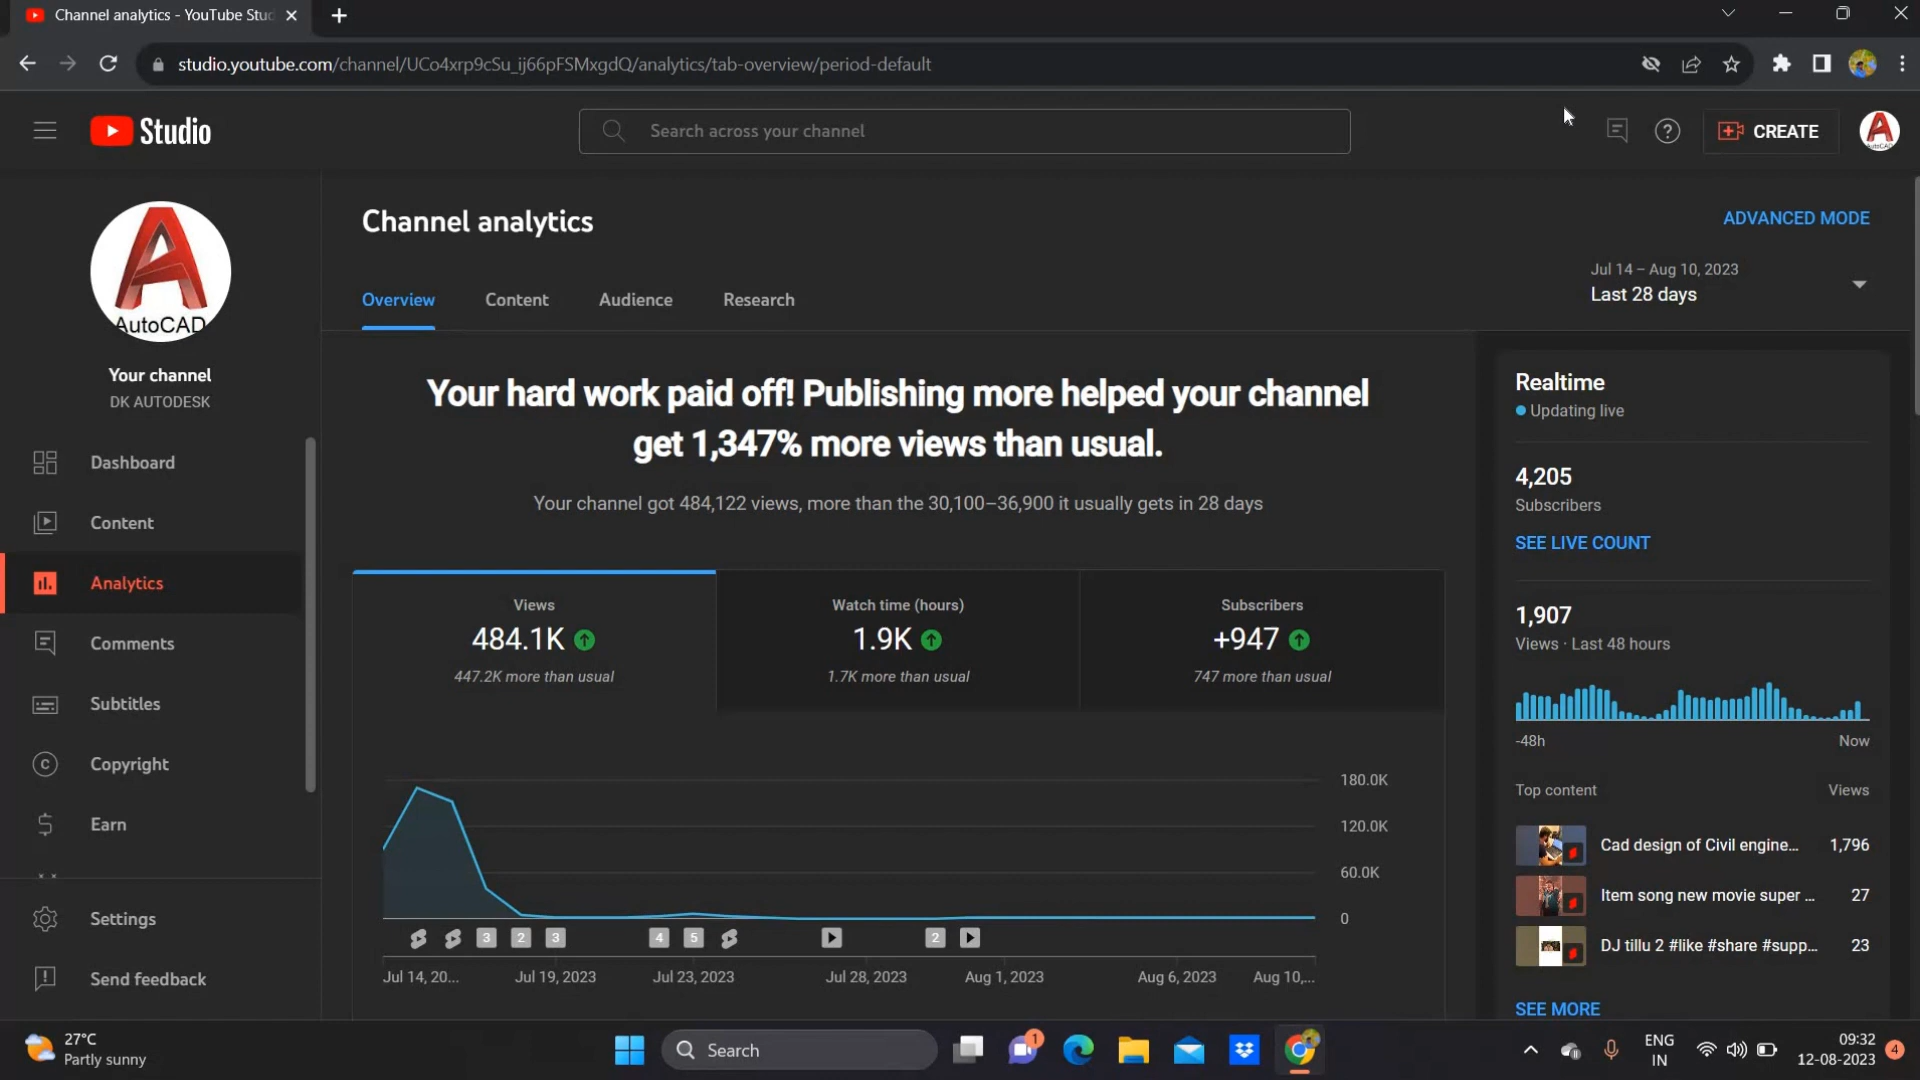 Channel analytics - YouTube Stud
studio.youtube.com/channel/UCo4xrp9cSu_ij66pFSMxgdQ/analytics/tab-overview/period-default
Studio
Search across your channel
CREATE
AutoCAD
Your channel
DK AUTODESK
Dashboard
Content
Analytics
Comments
Subtitles
Copyright
Earn
Settings
Send feedback
Channel analytics
ADVANCED MODE
Overview
Content
Audience
Research
Jul 14 – Aug 10, 2023
Last 28 days
Your hard work paid off! Publishing more helped your channel
get 1,347% more views than usual.
Your channel got 484,122 views, more than the 30,100–36,900 it usually gets in 28 days
Views
484.1K
447.2K more than usual
Watch time (hours)
1.9K
1.7K more than usual
Subscribers
+947
747 more than usual
180.0K
120.0K
60.0K
0
3 2 3 4 5 2
Jul 14, 20...
Jul 19, 2023
Jul 23, 2023
Jul 28, 2023
Aug 1, 2023
Aug 6, 2023
Aug 10,...
Realtime
Updating live
4,205
Subscribers
SEE LIVE COUNT
1,907
Views · Last 48 hours
-48h
Now
Top content
Views
Cad design of Civil engine... 1,796
Item song new movie super ... 27
DJ tillu 2 #like #share #supp... 23
SEE MORE
27°C
Partly sunny
Search
1
ENG
IN
09:32
12-08-2023
4